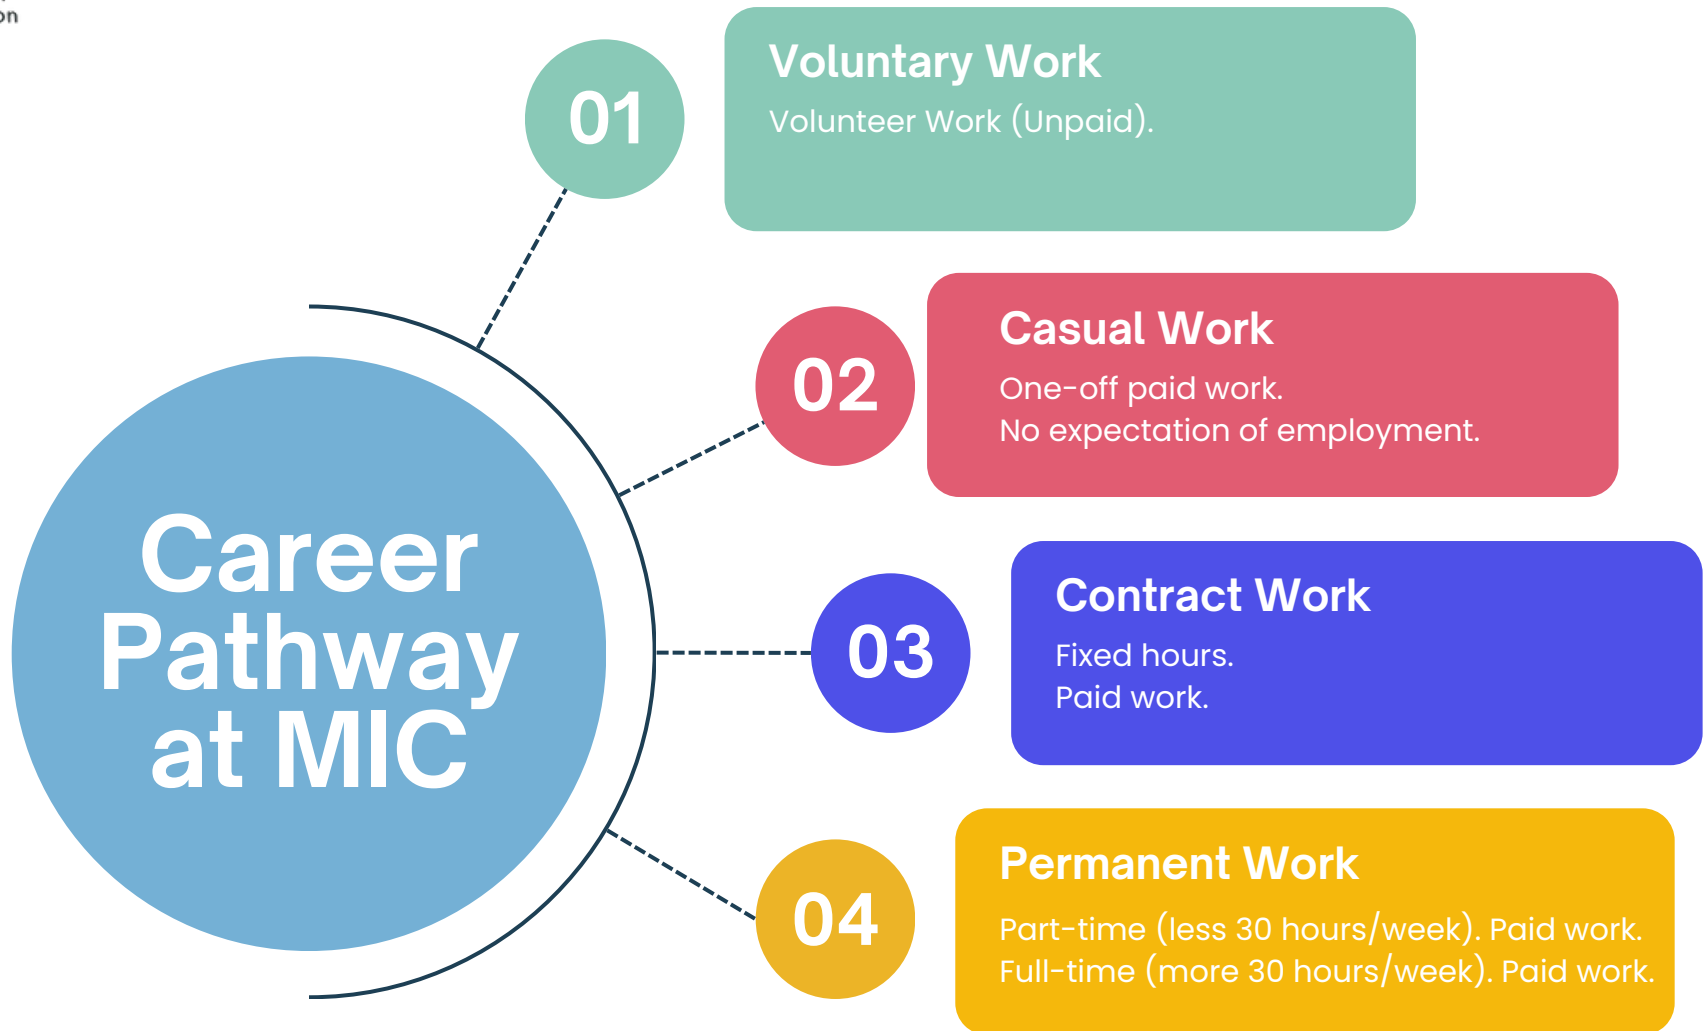 on
01
Voluntary Work
Volunteer Work (Unpaid).
02
Casual Work
One-off paid work.
No expectation of employment.
Career
Pathway
at MIC
03
Contract Work
Fixed hours.
Paid work.
04
Permanent Work
Part-time (less 30 hours/week). Paid work.
Full-time (more 30 hours/week). Paid work.